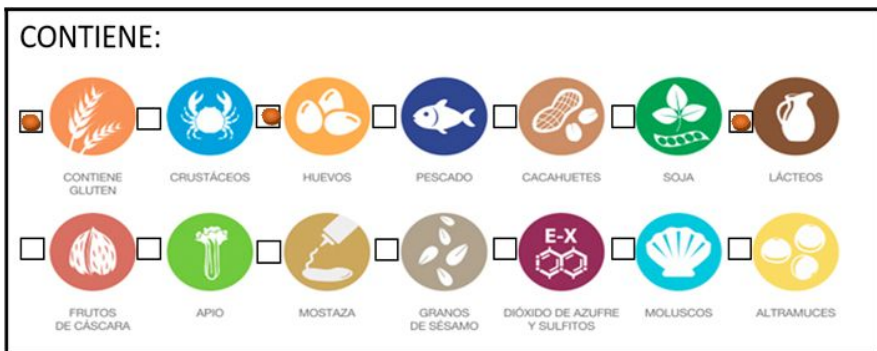 CONTIENE:
CONTIENE
GLUTEN
CRUSTÁCEOS
HUEVOS
PESCADO
CACAHUETES
SOJA
LÁCTEOS
E-X
FRUTOS
DE CÁSCARA
APIO
MOSTAZA
GRANOS
DE SÉSAMO
DIÓXIDO DE AZUFRE
Y SULFITOS
MOLUSCOS
ALTRAMUCES